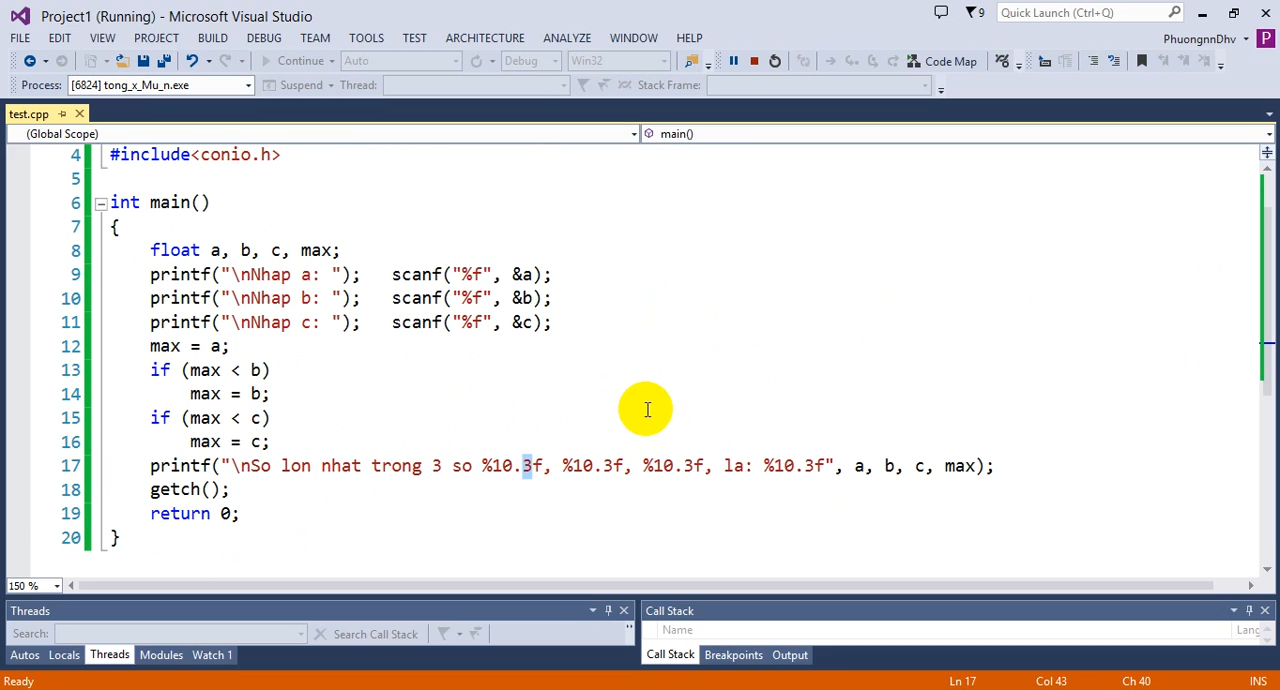 Project1 (Running) - Microsoft Visual Studio
9
Quick Launch (Ctrl+Q)
FILE EDIT VIEW PROJECT BUILD DEBUG TEAM TOOLS TEST ARCHITECTURE ANALYZE WINDOW HELP
PhuongnnDhv P
Continue Auto Debug Win32 Code Map
Process: [6824] tong_x_Mu_n.exe Suspend Thread: Stack Frame:
test.cpp
(Global Scope) main()
4 #include<conio.h>
5
6 int main()
7 {
8 float a, b, c, max;
9 printf("\nNhap a: "); scanf("%f", &a);
10 printf("\nNhap b: "); scanf("%f", &b);
11 printf("\nNhap c: "); scanf("%f", &c);
12 max = a;
13 if (max < b)
14 max = b;
15 if (max < c)
16 max = c;
17 printf("\nSo lon nhat trong 3 so %10.3f, %10.3f, %10.3f, la: %10.3f", a, b, c, max);
18 getch();
19 return 0;
20 }
150 %
Threads Call Stack
Search: Search Call Stack Name Lang
Autos Locals Threads Modules Watch 1 Call Stack Breakpoints Output
Ready Ln 17 Col 43 Ch 40 INS